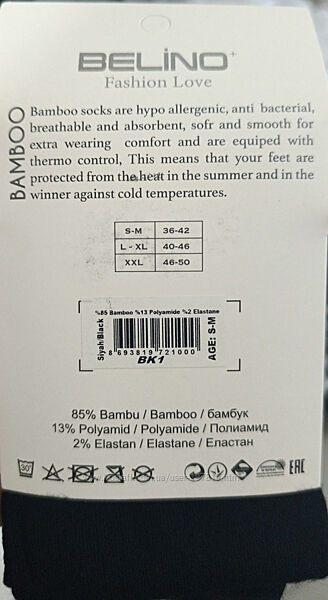 BELINO+
Fashion Love
BAMBOO
Bamboo socks are hypo allergenic, anti bacterial,
breathable and absorbent, sofr and smooth for
extra wearing comfort and are equiped with
thermo control, This means that your feet are
protected from the heat in the summer and in the
winner against cold temperatures.
S-M 36-42
L - XL 40-46
XXL 46-50
%85 Bamboo %13 Polyamide %2 Elastane
Siyah/Black
8 693819 721000
AGE: S-M
BK1
85% Bambu / Bamboo / бамбук
13% Polyamid / Polyamide / Полиамид
2% Elastan / Elastane / Еластан
30°
EAC